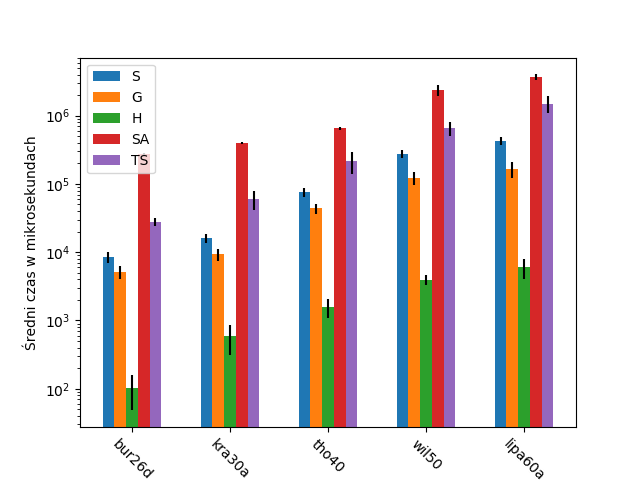 S
G
H
SA
TS
Średni czas w mikrosekundach
10^6
10^5
10^4
10^3
10^2
bur26d
kra30a
tho40
wil50
lipa60a